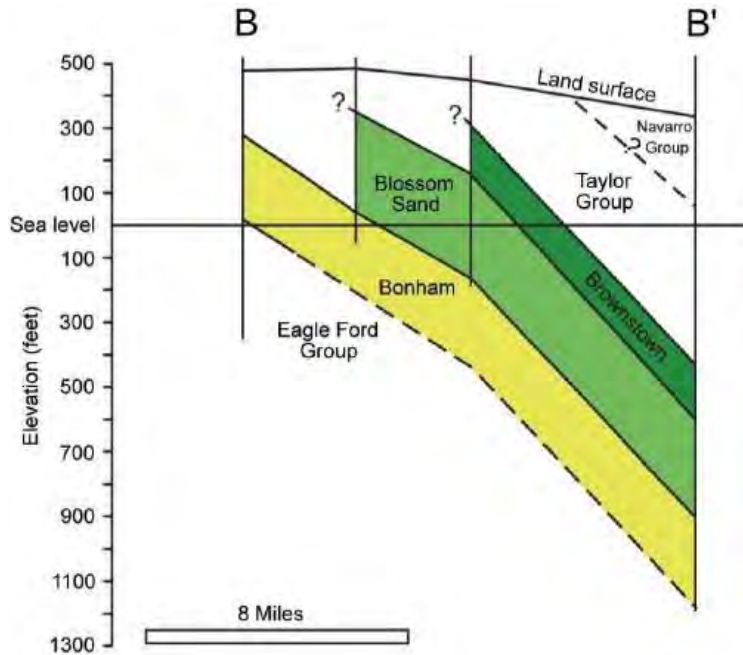 B
B'
500
300
100
Sea level
100
300
500
700
900
1100
1300
Elevation (feet)
Land surface
?
?
Navarro
? Group
Taylor
Group
Blossom
Sand
Brownstown
Bonham
Eagle Ford
Group
8 Miles